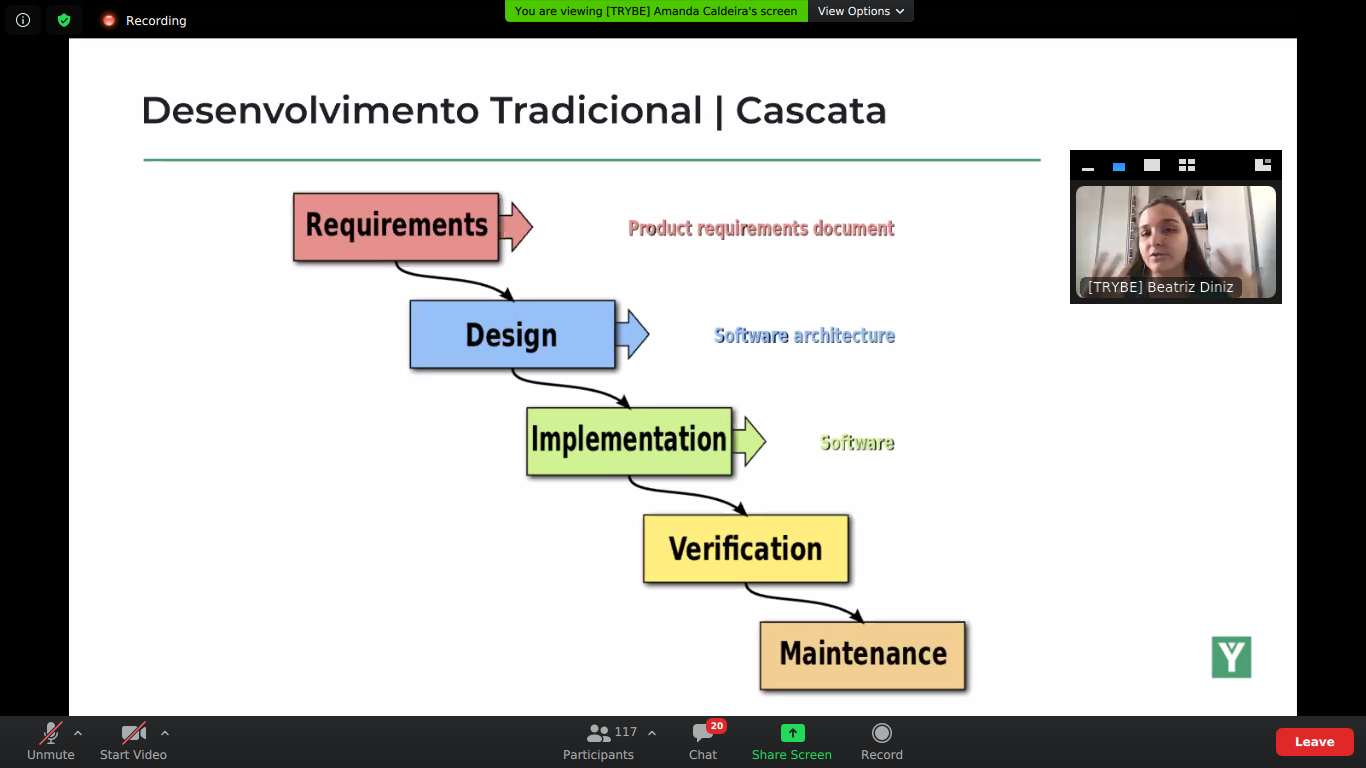 Recording
You are viewing [TRYBE] Amanda Caldeira's screen
View Options
Desenvolvimento Tradicional | Cascata
Requirements
Product requirements document
[TRYBE] Beatriz Diniz
Design
Software architecture
Implementation
Software
Verification
Maintenance
Y
Unmute
Start Video
117
Participants
20
Chat
Share Screen
Record
Leave